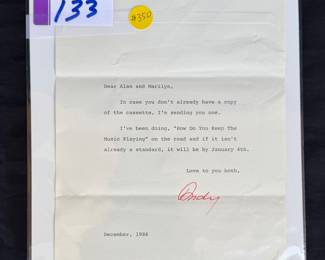 133
$350
Dear Alan and Marilyn,
In case you don't already have a copy
of the cassette, I'm sending you one.
I've been doing, "How Do You Keep The
Music Playing" on the road and if it isn't
already a standard, it will be by January 4th.
Love to you both,
Andy
December, 1984